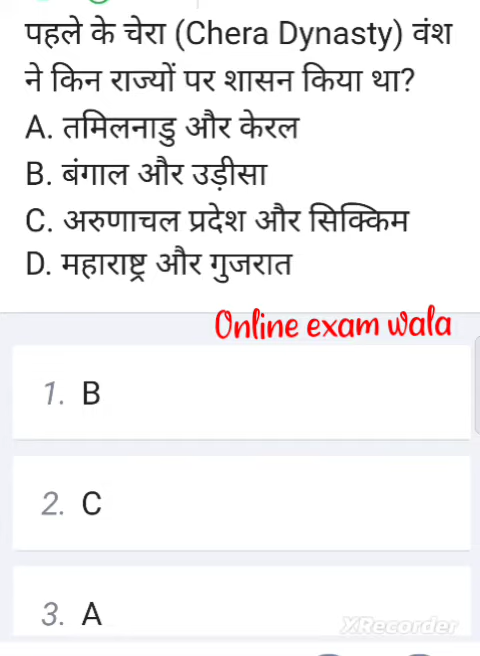 पहले के चेरा (Chera Dynasty) वंश
ने किन राज्यों पर शासन किया था?
A. तमिलनाडु और केरल
B. बंगाल और उड़ीसा
C. अरुणाचल प्रदेश और सिक्किम
D. महाराष्ट्र और गुजरात
Online exam wala
1. B
2. C
3. A
XRecorder